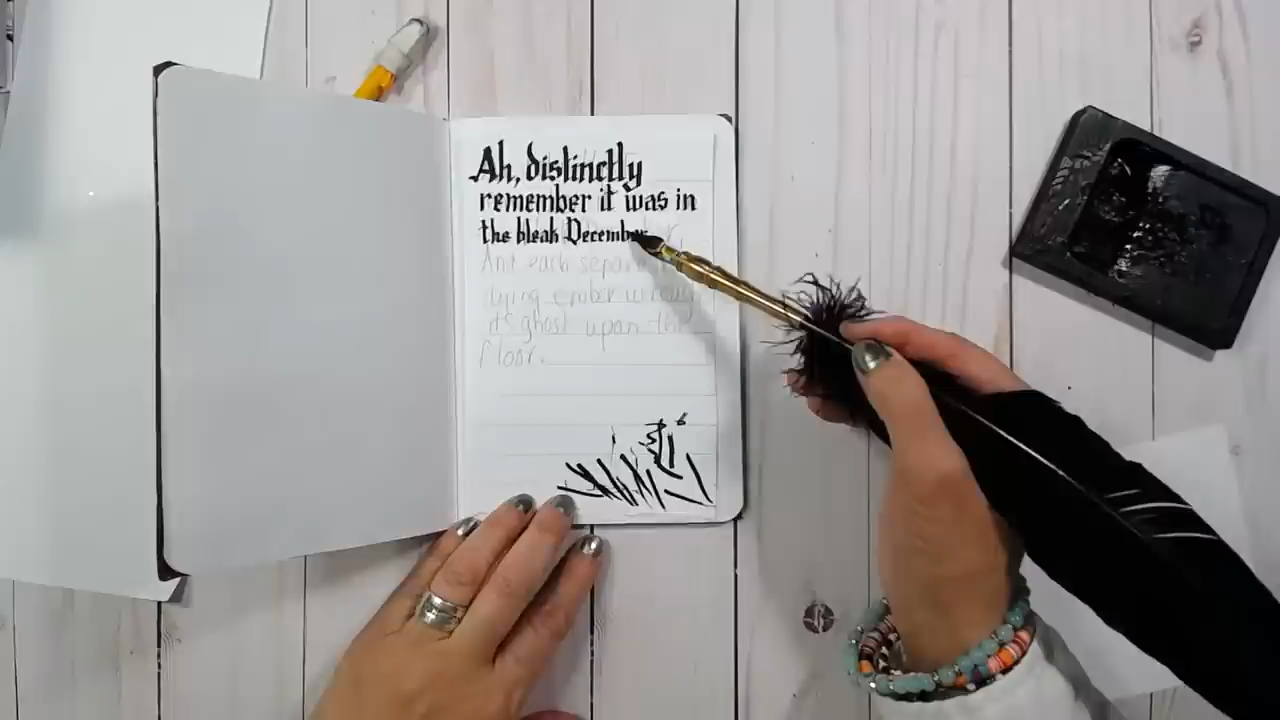 Ah, distinctly
remember it was in
the bleak December
And each separate
dying ember wrought
its ghost upon the
floor.